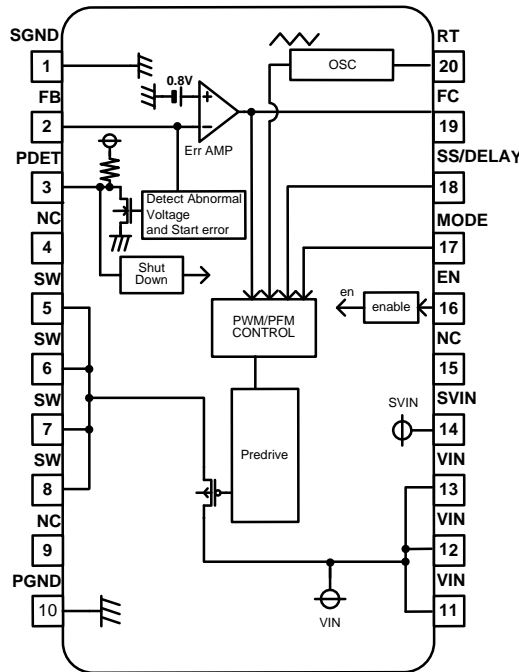 SGND
1
FB
2
PDET
3
NC
4
SW
5
SW
6
SW
7
SW
8
NC
9
PGND
10
0.8V
+
−
Err AMP
Detect Abnormal
Voltage
and Start error
Shut
Down
OSC
PWM/PFM
CONTROL
Predrive
en
enable
SVIN
VIN
RT
20
FC
19
SS/DELAY
18
MODE
17
EN
16
NC
15
SVIN
14
VIN
13
VIN
12
VIN
11